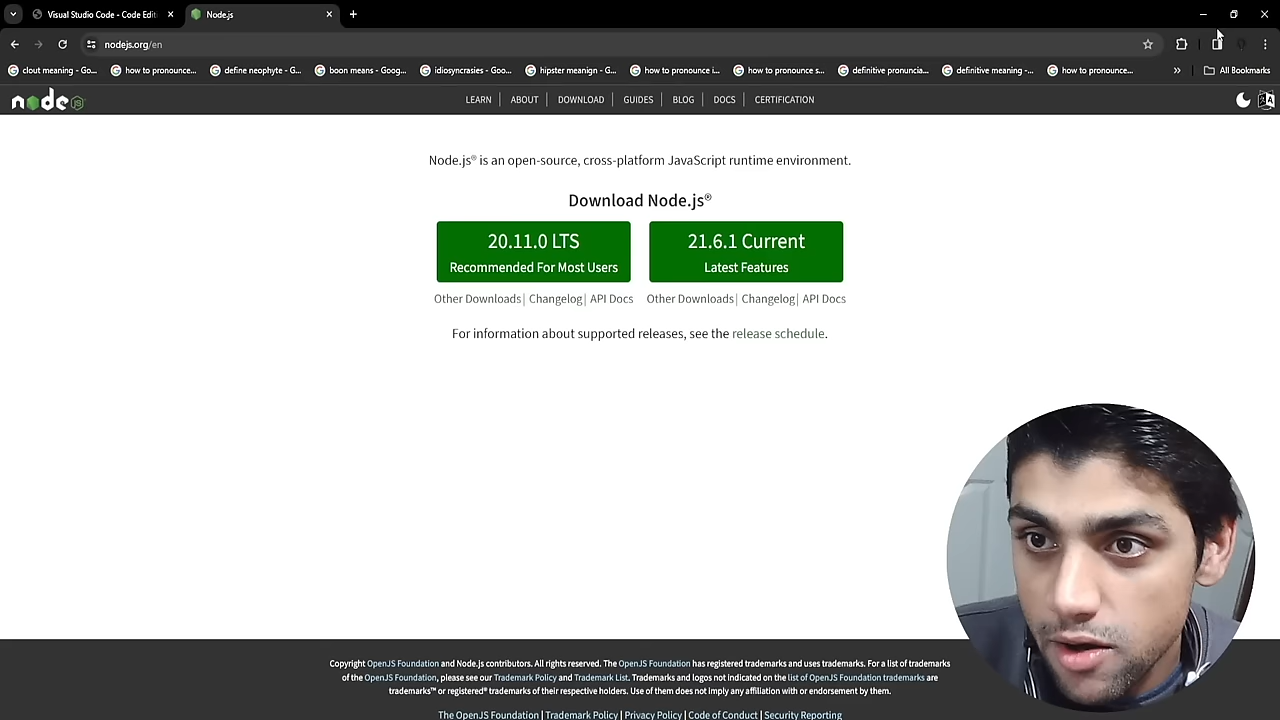 Visual Studio Code - Code Edit
Node.js
nodejs.org/en
clout meaning - Goo...
how to pronounce...
define neophyte - G...
boon means - Goog...
idiosyncrasies - Goo...
hipster meanign - G...
how to pronounce i...
how to pronounce s...
definitive pronuncia...
definitive meaning -...
how to pronounce...
All Bookmarks
node JS
LEARN
ABOUT
DOWNLOAD
GUIDES
BLOG
DOCS
CERTIFICATION
Node.js® is an open-source, cross-platform JavaScript runtime environment.
Download Node.js®
20.11.0 LTS
Recommended For Most Users
21.6.1 Current
Latest Features
Other Downloads | Changelog | API Docs
Other Downloads | Changelog | API Docs
For information about supported releases, see the release schedule.
Copyright OpenJS Foundation and Node.js contributors. All rights reserved. The OpenJS Foundation has registered trademarks and uses trademarks. For a list of trademarks
of the OpenJS Foundation, please see our Trademark Policy and Trademark List. Trademarks and logos not indicated on the list of OpenJS Foundation trademarks are
trademarks™ or registered® trademarks of their respective holders. Use of them does not imply any affiliation with or endorsement by them.
The OpenJS Foundation | Trademark Policy | Privacy Policy | Code of Conduct | Security Reporting